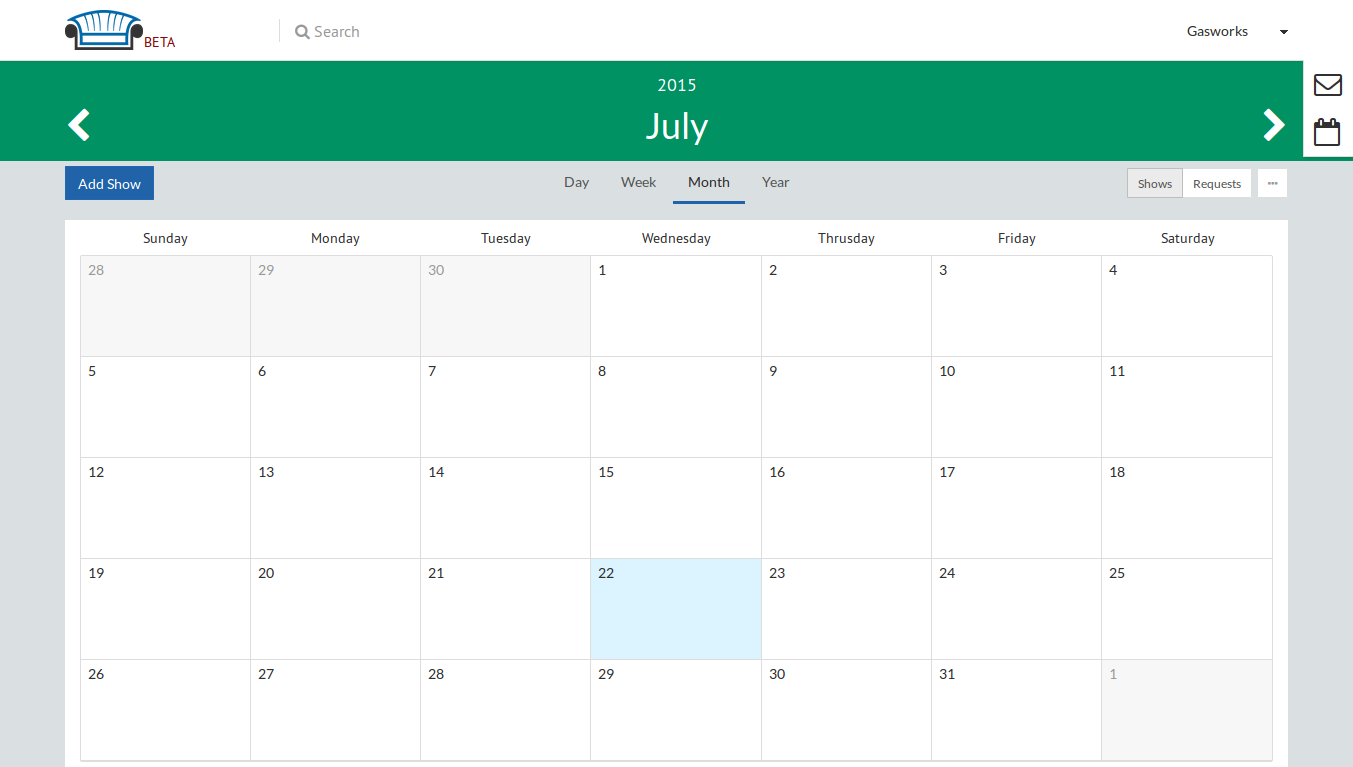 BETA
Search
Gasworks
2015
July
Add Show
Day Week Month Year
Shows Requests
Sunday Monday Tuesday Wednesday Thrusday Friday Saturday
28 29 30 1 2 3 4
5 6 7 8 9 10 11
12 13 14 15 16 17 18
19 20 21 22 23 24 25
26 27 28 29 30 31 1